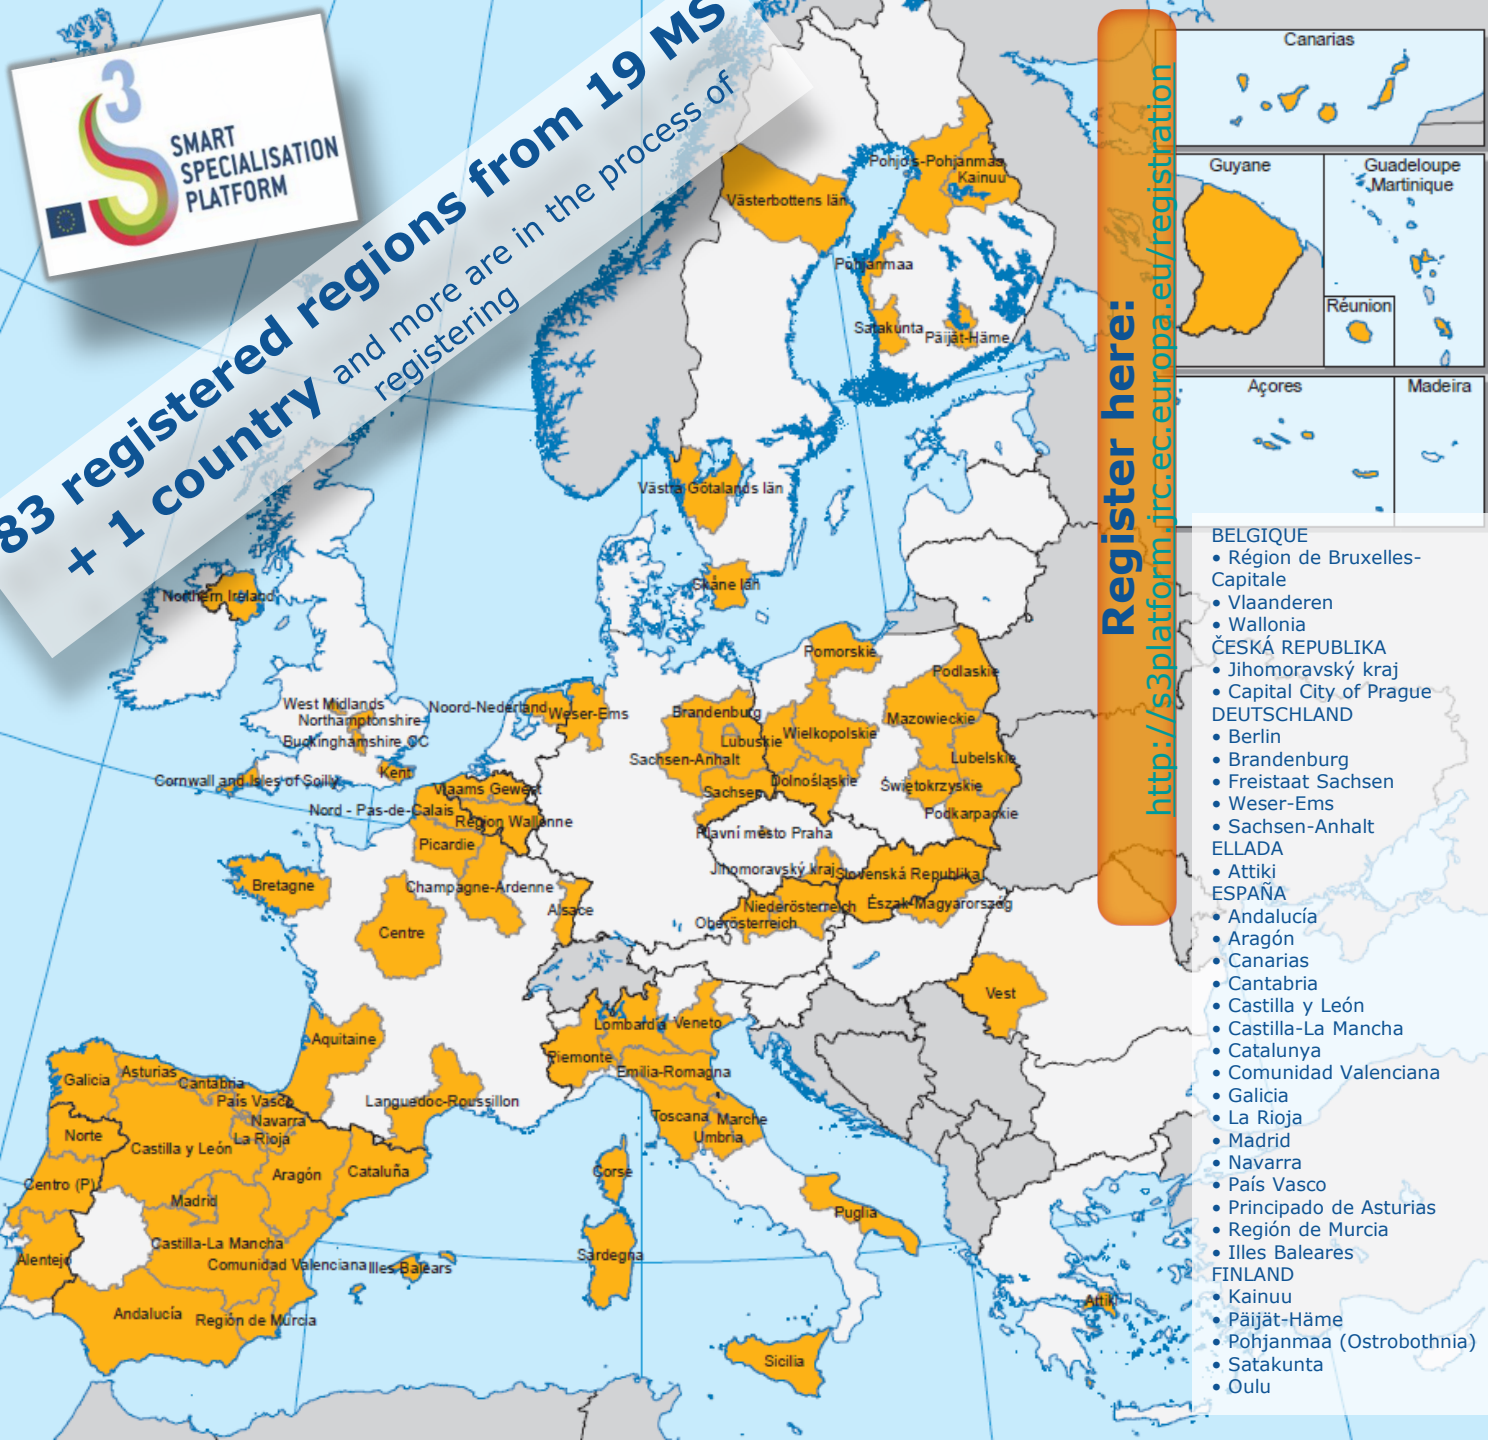 3
SMART
SPECIALISATION
PLATFORM
83 registered regions from 19 MS
+ 1 country and more are in the process of
registering
Register here:
http://s3platform.jrc.ec.europa.eu/registration
Canarias
Guyane
Guadeloupe
Martinique
Réunion
Açores
Madeira
Pohjois-Pohjanmaa
Kainuu
Västerbottens län
Pohjanmaa
Satakunta
Päijät-Häme
Västra Götalands län
Skåne län
Northern Ireland
West Midlands
Northamptonshire
Buckinghamshire CC
Cornwall and Isles of Scilly
Kent
Noord-Nederland
Weser-Ems
Vlaams Gewest
Nord - Pas-de-Calais
Région Wallonne
Picardie
Champagne-Ardenne
Bretagne
Centre
Alsace
Brandenburg
Lubuskie
Sachsen-Anhalt
Sachsen
Pomorskie
Podlaskie
Mazowieckie
Wielkopolskie
Lubelskie
Dolnośląskie
Świętokrzyskie
Podkarpackie
Hlavní město Praha
Jihomoravský kraj
Slovenská Republika
Niederösterreich
Észak-Magyarország
Oberösterreich
Vest
Aquitaine
Languedoc-Roussillon
Lombardia
Veneto
Piemonte
Emilia-Romagna
Toscana
Marche
Umbria
Corse
Sardegna
Puglia
Sicilia
Attiki
Galicia
Asturias
Cantabria
País Vasco
Navarra
La Rioja
Norte
Castilla y León
Aragón
Cataluña
Centro (P)
Madrid
Castilla-La Mancha
Alentejo
Comunidad Valenciana
Illes Balears
Andalucía
Región de Murcia
BELGIQUE
• Région de Bruxelles-
Capitale
• Vlaanderen
• Wallonia
ČESKÁ REPUBLIKA
• Jihomoravský kraj
• Capital City of Prague
DEUTSCHLAND
• Berlin
• Brandenburg
• Freistaat Sachsen
• Weser-Ems
• Sachsen-Anhalt
ELLADA
• Attiki
ESPAÑA
• Andalucía
• Aragón
• Canarias
• Cantabria
• Castilla y León
• Castilla-La Mancha
• Catalunya
• Comunidad Valenciana
• Galicia
• La Rioja
• Madrid
• Navarra
• País Vasco
• Principado de Asturias
• Región de Murcia
• Illes Baleares
FINLAND
• Kainuu
• Päijät-Häme
• Pohjanmaa (Ostrobothnia)
• Satakunta
• Oulu